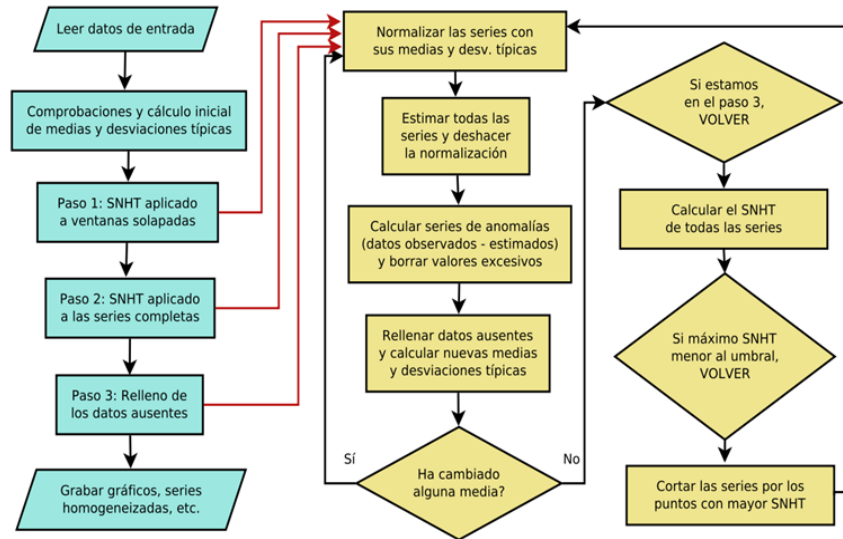 Leer datos de entrada
Comprobaciones y cálculo inicial
de medias y desviaciones típicas
Paso 1: SNHT aplicado
a ventanas solapadas
Paso 2: SNHT aplicado
a las series completas
Paso 3: Relleno de
los datos ausentes
Grabar gráficos, series
homogeneizadas, etc.
Normalizar las series con
sus medias y desv. típicas
Estimar todas las
series y deshacer
la normalización
Calcular series de anomalías
(datos observados - estimados)
y borrar valores excesivos
Rellenar datos ausentes
y calcular nuevas medias
y desviaciones típicas
Sí
Ha cambiado
alguna media?
No
Si estamos
en el paso 3,
VOLVER
Calcular el SNHT
de todas las series
Si máximo SNHT
menor al umbral,
VOLVER
Cortar las series por los
puntos con mayor SNHT